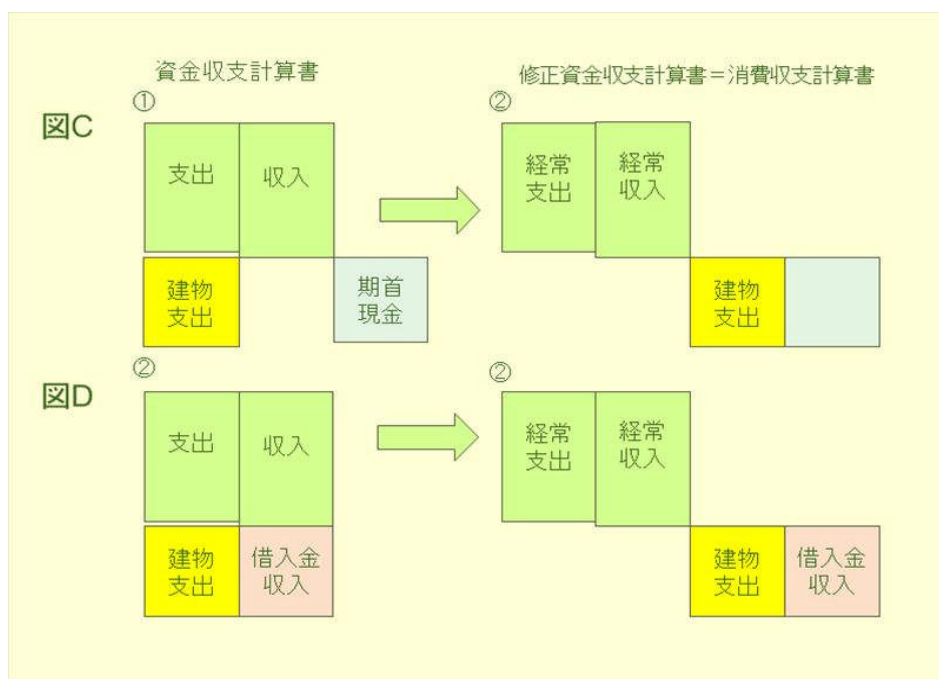 資金収支計算書
修正資金収支計算書＝消費収支計算書
図C
①
②
支出
収入
経常
支出
経常
収入
建物
支出
期首
現金
建物
支出
図D
②
②
支出
収入
経常
支出
経常
収入
建物
支出
借入金
収入
建物
支出
借入金
収入